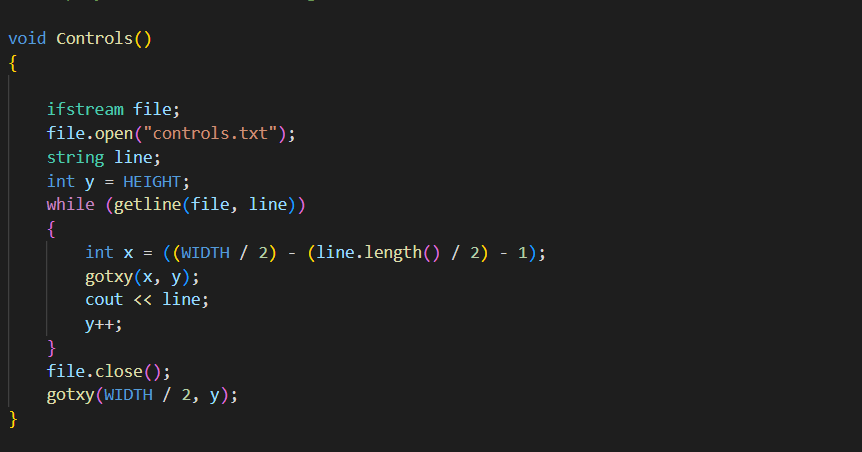 void Controls()
{
    ifstream file;
    file.open("controls.txt");
    string line;
    int y = HEIGHT;
    while (getline(file, line))
    {
        int x = ((WIDTH / 2) - (line.length() / 2) - 1);
        gotxy(x, y);
        cout << line;
        y++;
    }
    file.close();
    gotxy(WIDTH / 2, y);
}